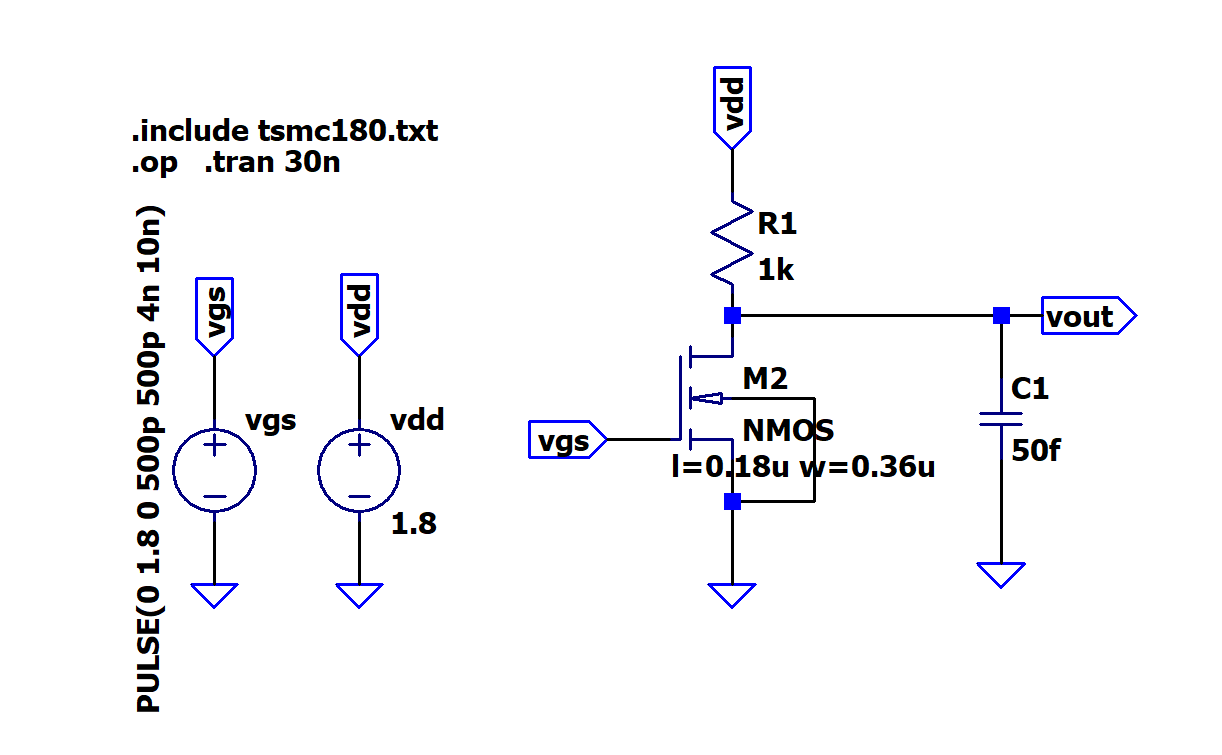 .include tsmc180.txt
.op .tran 30n
PULSE(0 1.8 0 500p 500p 4n 10n)
vgs
vdd
vgs
vdd
1.8
vdd
R1
1k
vout
M2
NMOS
l=0.18u w=0.36u
vgs
C1
50f